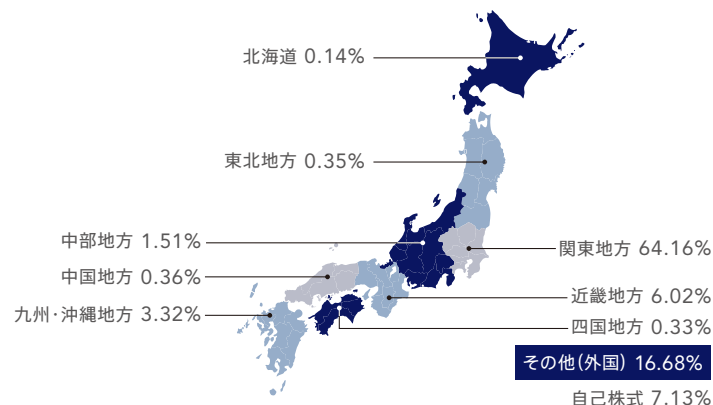 北海道 0.14%
東北地方 0.35%
中部地方 1.51%
関東地方 64.16%
中国地方 0.36%
近畿地方 6.02%
九州・沖縄地方 3.32%
四国地方 0.33%
その他(外国) 16.68%
自己株式 7.13%